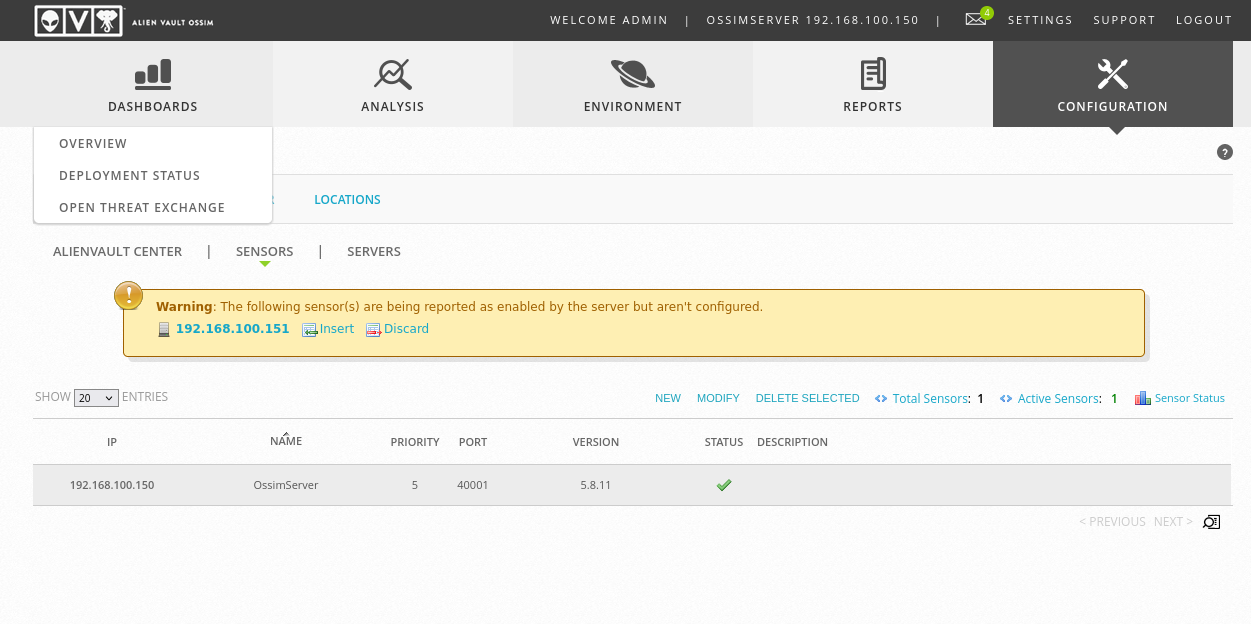 OVA ALIEN VAULT OSSIM WELCOME ADMIN | OSSIMSERVER 192.168.100.150 | 4 SETTINGS SUPPORT LOGOUT
DASHBOARDS ANALYSIS ENVIRONMENT REPORTS CONFIGURATION
OVERVIEW
?
DEPLOYMENT STATUS
LOCATIONS
OPEN THREAT EXCHANGE
ALIENVAULT CENTER | SENSORS | SERVERS
! Warning: The following sensor(s) are being reported as enabled by the server but aren't configured.
192.168.100.151 Insert Discard
SHOW 20 ENTRIES NEW MODIFY DELETE SELECTED Total Sensors: 1 Active Sensors: 1 Sensor Status
IP NAME PRIORITY PORT VERSION STATUS DESCRIPTION
192.168.100.150 OssimServer 5 40001 5.8.11
< PREVIOUS NEXT >